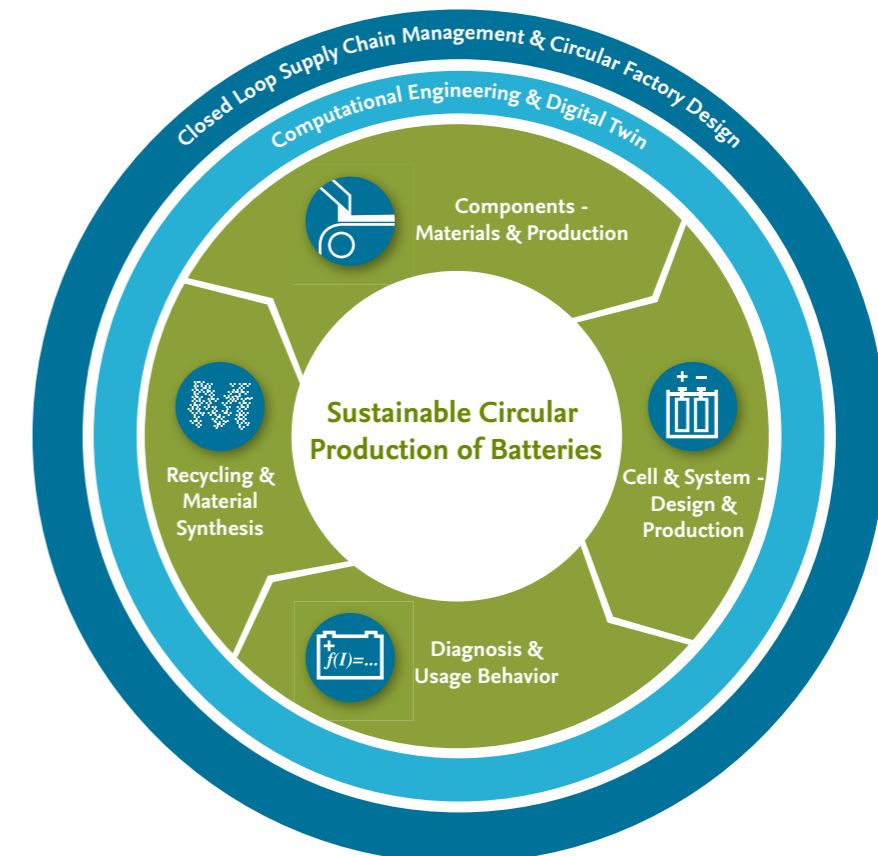 Closed Loop Supply Chain Management & Circular Factory Design
Computational Engineering & Digital Twin
Components -
Materials & Production
Sustainable Circular
Production of Batteries
+ −
Cell & System -
Design &
Production
Recycling &
Material
Synthesis
+
f(I)=...
Diagnosis &
Usage Behavior